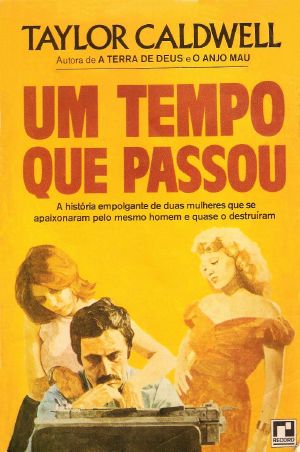 TAYLOR CALDWELL
Autora de A TERRA DE DEUS e O ANJO MAU
UM TEMPO
QUE PASSOU
A história empolgante de duas mulheres que se
apaixonaram pelo mesmo homem e quase o destruíram
RECORD